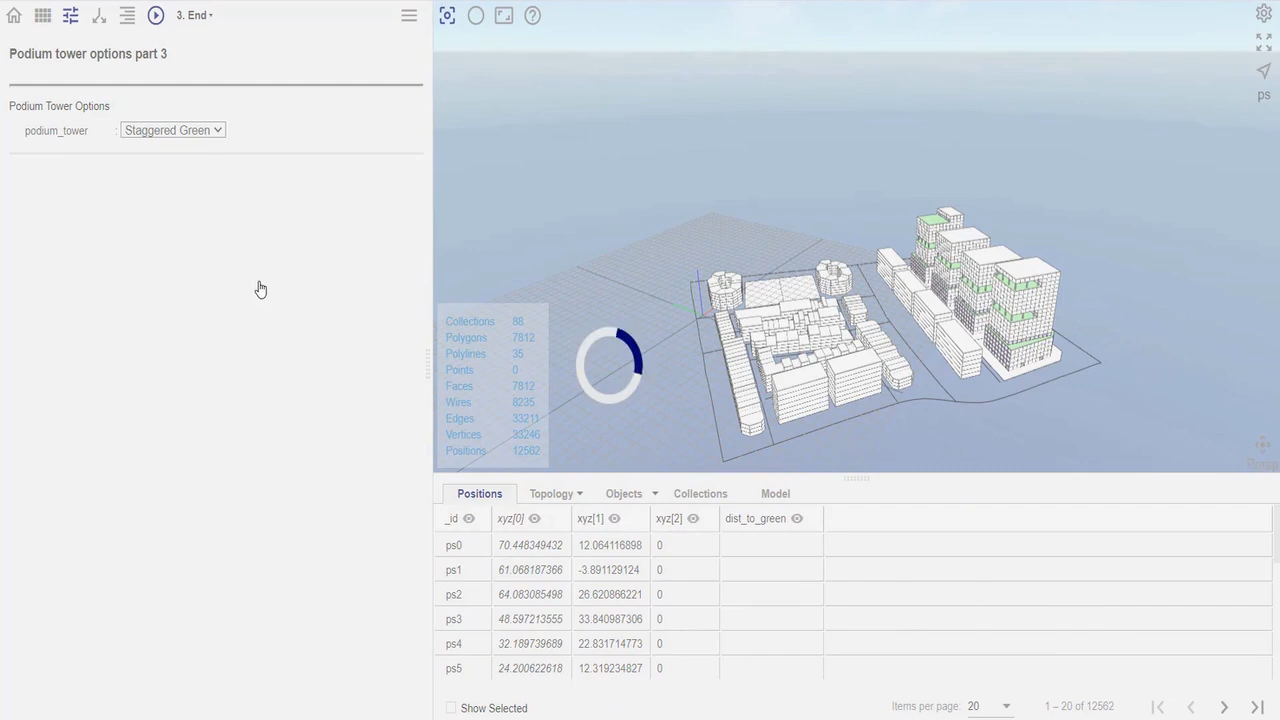 3. End
Podium tower options part 3
Podium Tower Options
podium_tower : Staggered Green
ps
Collections 88
Polygons 7812
Polylines 35
Points 0
Faces 7812
Wires 8235
Edges 33211
Vertices 33246
Positions 12562
Persp
Positions Topology Objects Collections Model
_id xyz[0] xyz[1] xyz[2] dist_to_green
ps0 70.448349432 12.064116898 0
ps1 61.068187366 -3.891129124 0
ps2 64.083085498 26.620866221 0
ps3 48.597213555 33.840987306 0
ps4 32.189739689 22.831714773 0
ps5 24.200622618 12.319234827 0
Show Selected Items per page: 20 1 – 20 of 12562